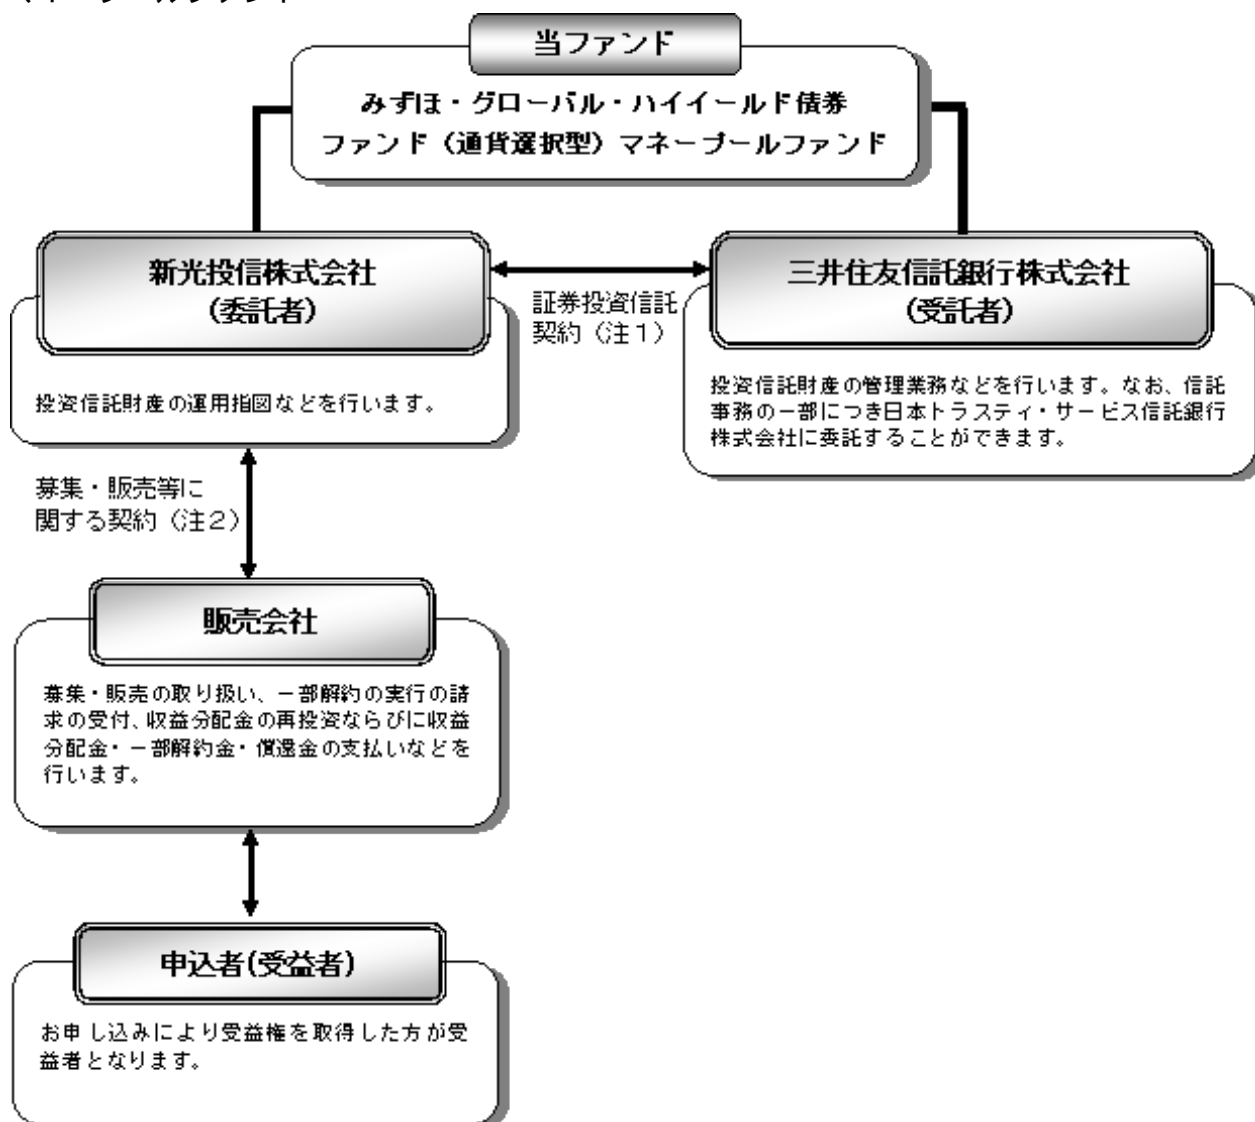 当ファンド
みずほ・グローバル・ハイイールド債券
ファンド（通貨選択型）マネープールファンド
新光投信株式会社
(委託者)
三井住友信託銀行株式会社
(受託者)
証券投資信託
契約（注１）
投資信託財産の運用指図などを行います。
投資信託財産の管理業務などを行います。なお、信託
事務の一部につき日本トラスティ・サービス信託銀行
株式会社に委託することができます。
募集・販売等に
関する契約（注２）
販売会社
募集・販売の取り扱い、一部解約の実行の請
求の受付、収益分配金の再投資ならびに収益
分配金・一部解約金・償還金の支払いなどを
行います。
申込者(受益者)
お申し込みにより受益権を取得した方が受
益者となります。